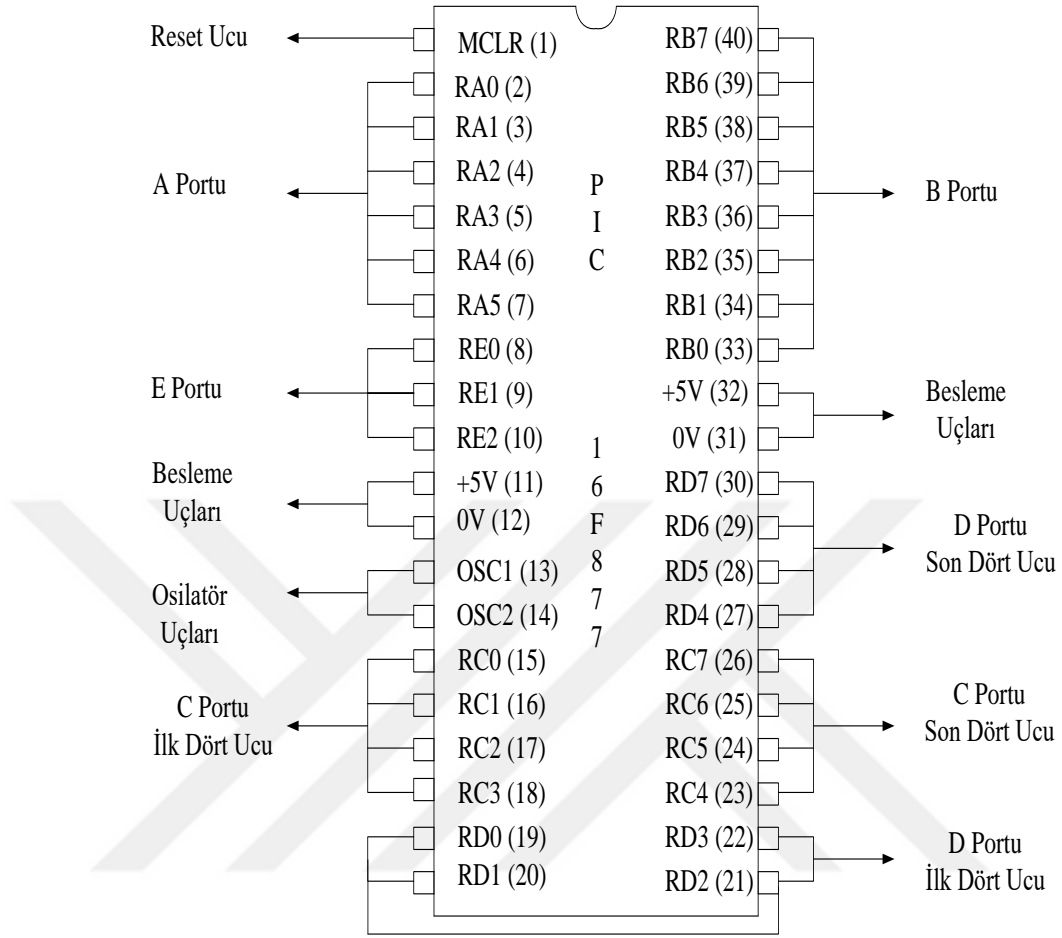 Reset Ucu
A Portu
E Portu
Besleme
Uçları
Osilatör
Uçları
C Portu
İlk Dört Ucu
MCLR (1)
RA0 (2)
RA1 (3)
RA2 (4)
RA3 (5)
RA4 (6)
RA5 (7)
RE0 (8)
RE1 (9)
RE2 (10)
+5V (11)
0V (12)
OSC1 (13)
OSC2 (14)
RC0 (15)
RC1 (16)
RC2 (17)
RC3 (18)
RD0 (19)
RD1 (20)
P
I
C
1
6
F
8
7
7
RB7 (40)
RB6 (39)
RB5 (38)
RB4 (37)
RB3 (36)
RB2 (35)
RB1 (34)
RB0 (33)
+5V (32)
0V (31)
RD7 (30)
RD6 (29)
RD5 (28)
RD4 (27)
RC7 (26)
RC6 (25)
RC5 (24)
RC4 (23)
RD3 (22)
RD2 (21)
B Portu
Besleme
Uçları
D Portu
Son Dört Ucu
C Portu
Son Dört Ucu
D Portu
İlk Dört Ucu